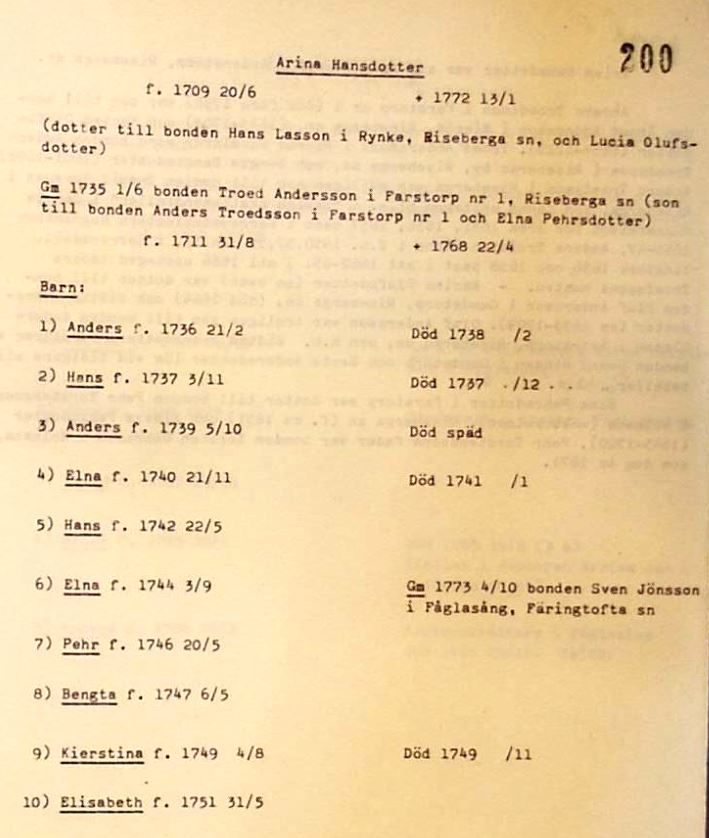 200
Arina Hansdotter
f. 1709 20/6 + 1772 13/1
(dotter till bonden Hans Lasson i Rynke, Riseberga sn, och Lucia Olufs-
dotter)
Gm 1735 1/6 bonden Troed Andersson i Farstorp nr 1, Riseberga sn (son
till bonden Anders Troedsson i Farstorp nr 1 och Elna Pehrsdotter)
f. 1711 31/8 + 1768 22/4
Barn:
1) Anders f. 1736 21/2 Död 1738 /2
2) Hans f. 1737 3/11 Död 1737 /12
3) Anders f. 1739 5/10 Död späd
4) Elna f. 1740 21/11 Död 1741 /1
5) Hans f. 1742 22/5
6) Elna f. 1744 3/9 Gm 1773 4/10 bonden Sven Jönsson
i Fåglasång, Färingtofta sn
7) Pehr f. 1746 20/5
8) Bengta f. 1747 6/5
9) Kierstina f. 1749 4/8 Död 1749 /11
10) Elisabeth f. 1751 31/5